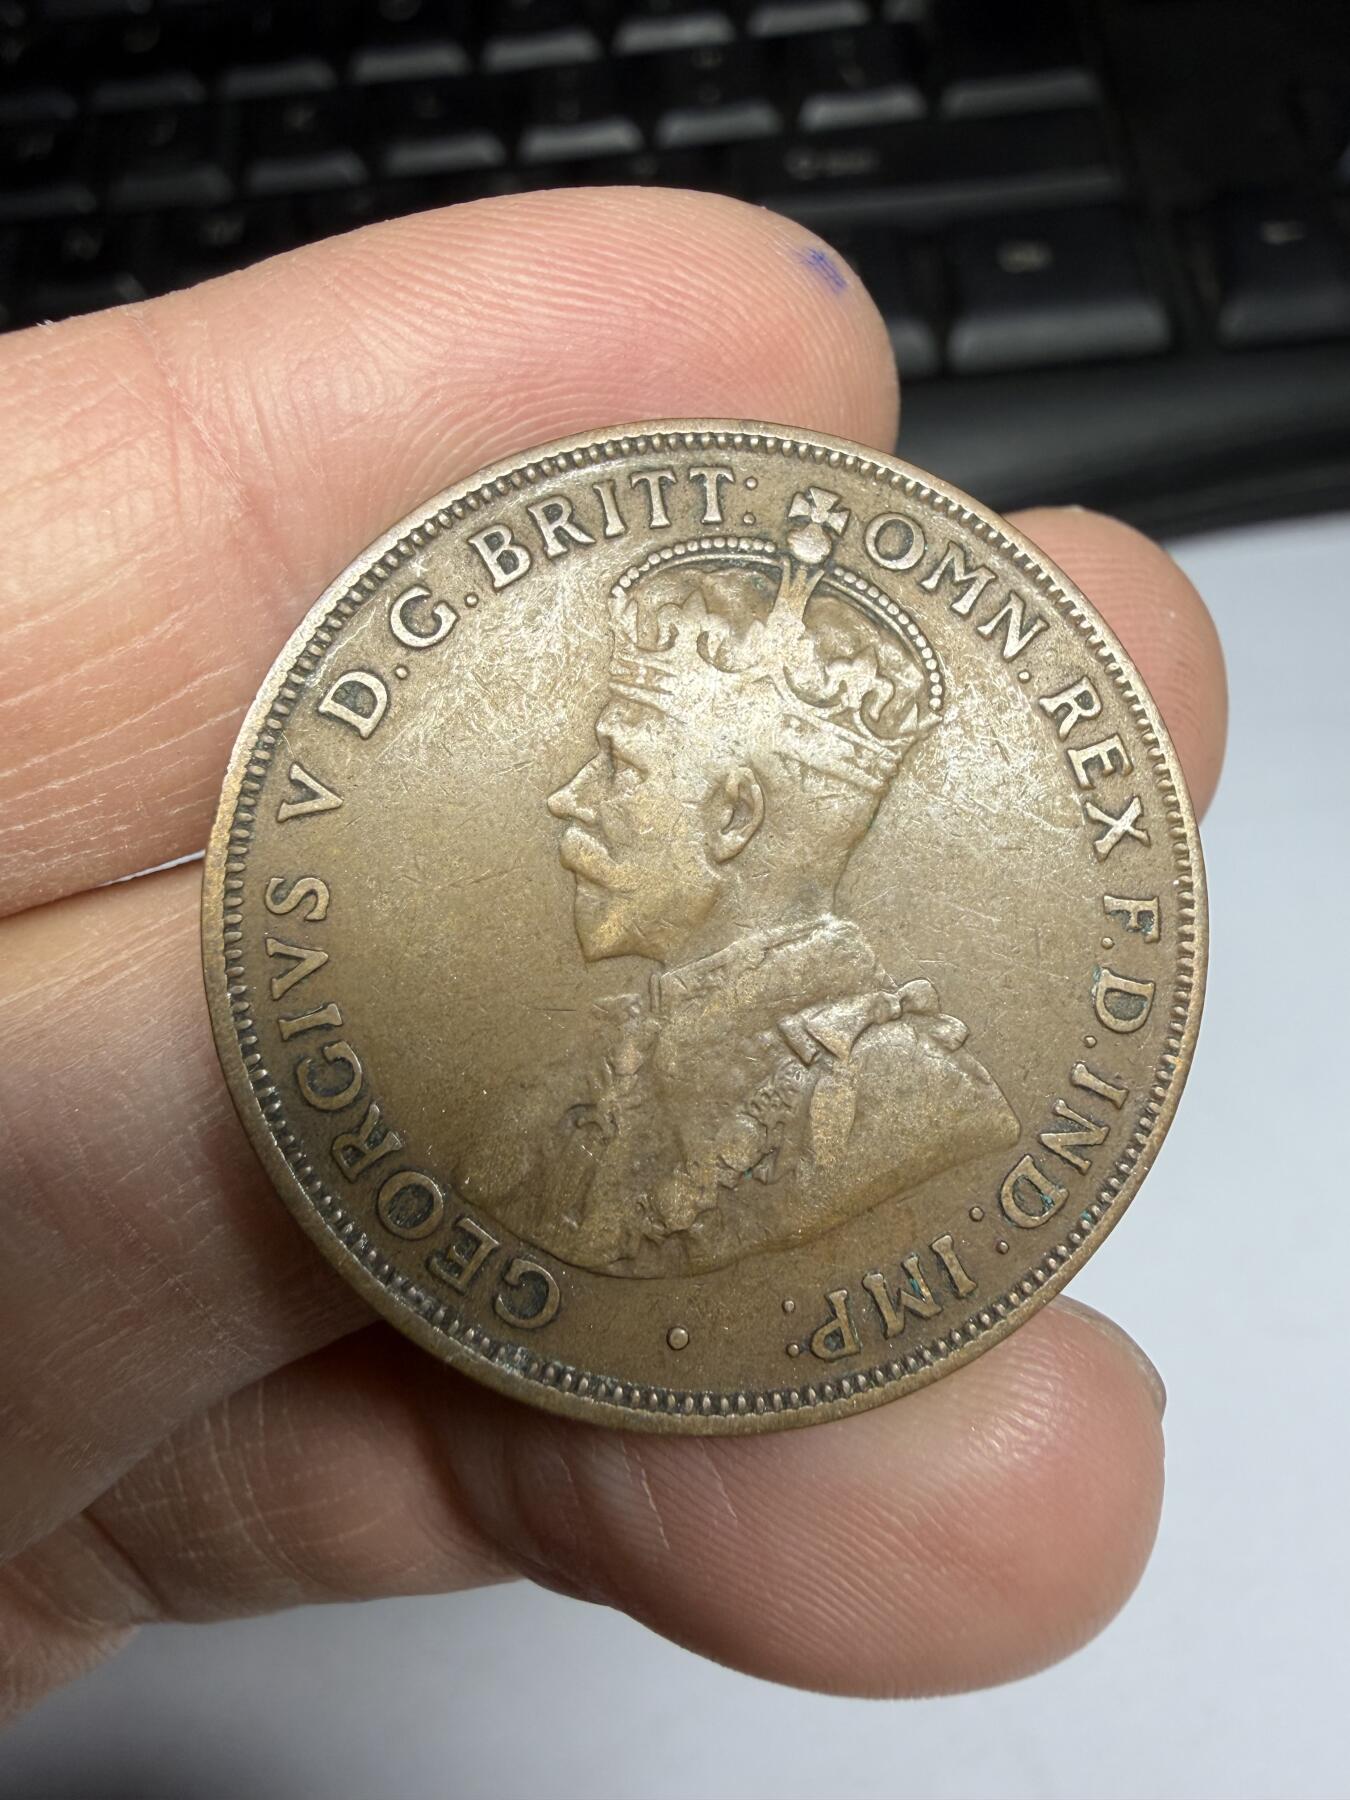 GEORGIVS V D.G.BRITT: OMN.REX F.D.IND: IMP: